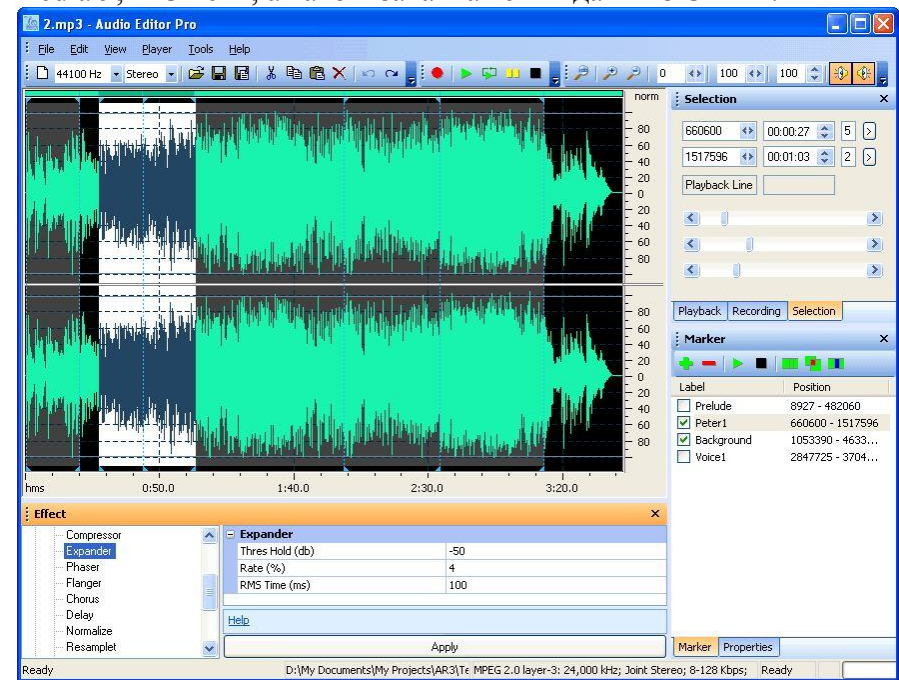 2.mp3 - Audio Editor Pro
File Edit View Player Tools Help
44100 Hz Stereo 0 100 100
norm
80
60
40
20
0
20
40
60
80
80
60
40
20
0
20
40
60
80
hms 0:50.0 1:40.0 2:30.0 3:20.0
Selection
660600 00:00:27 5
1517596 00:01:03 2
Playback Line
Playback Recording Selection
Marker
Label Position
Prelude 8927 - 482060
Peter1 660600 - 1517596
Background 1053390 - 4633...
Voice1 2847725 - 3704...
Marker Properties
Effect
Compressor
Expander
Phaser
Flanger
Chorus
Delay
Normalize
Resamplet
Expander
Thres Hold (db) -50
Rate (%) 4
RMS Time (ms) 100
Help
Apply
Ready D:\My Documents\My Projects\AR3\Te MPEG 2.0 layer-3: 24,000 kHz; Joint Stereo; 8-128 Kbps; Ready